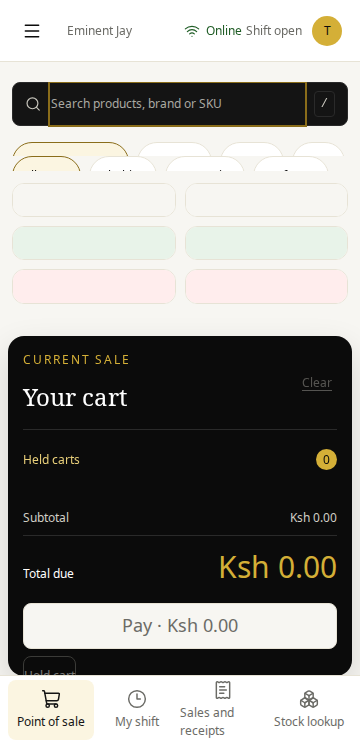 Eminent Jay
Online Shift open
T
Search products, brand or SKU
/
CURRENT SALE
Your cart
Clear
Held carts
0
Subtotal
Ksh 0.00
Total due
Ksh 0.00
Pay · Ksh 0.00
Held cart
Point of sale
My shift
Sales and
receipts
Stock lookup